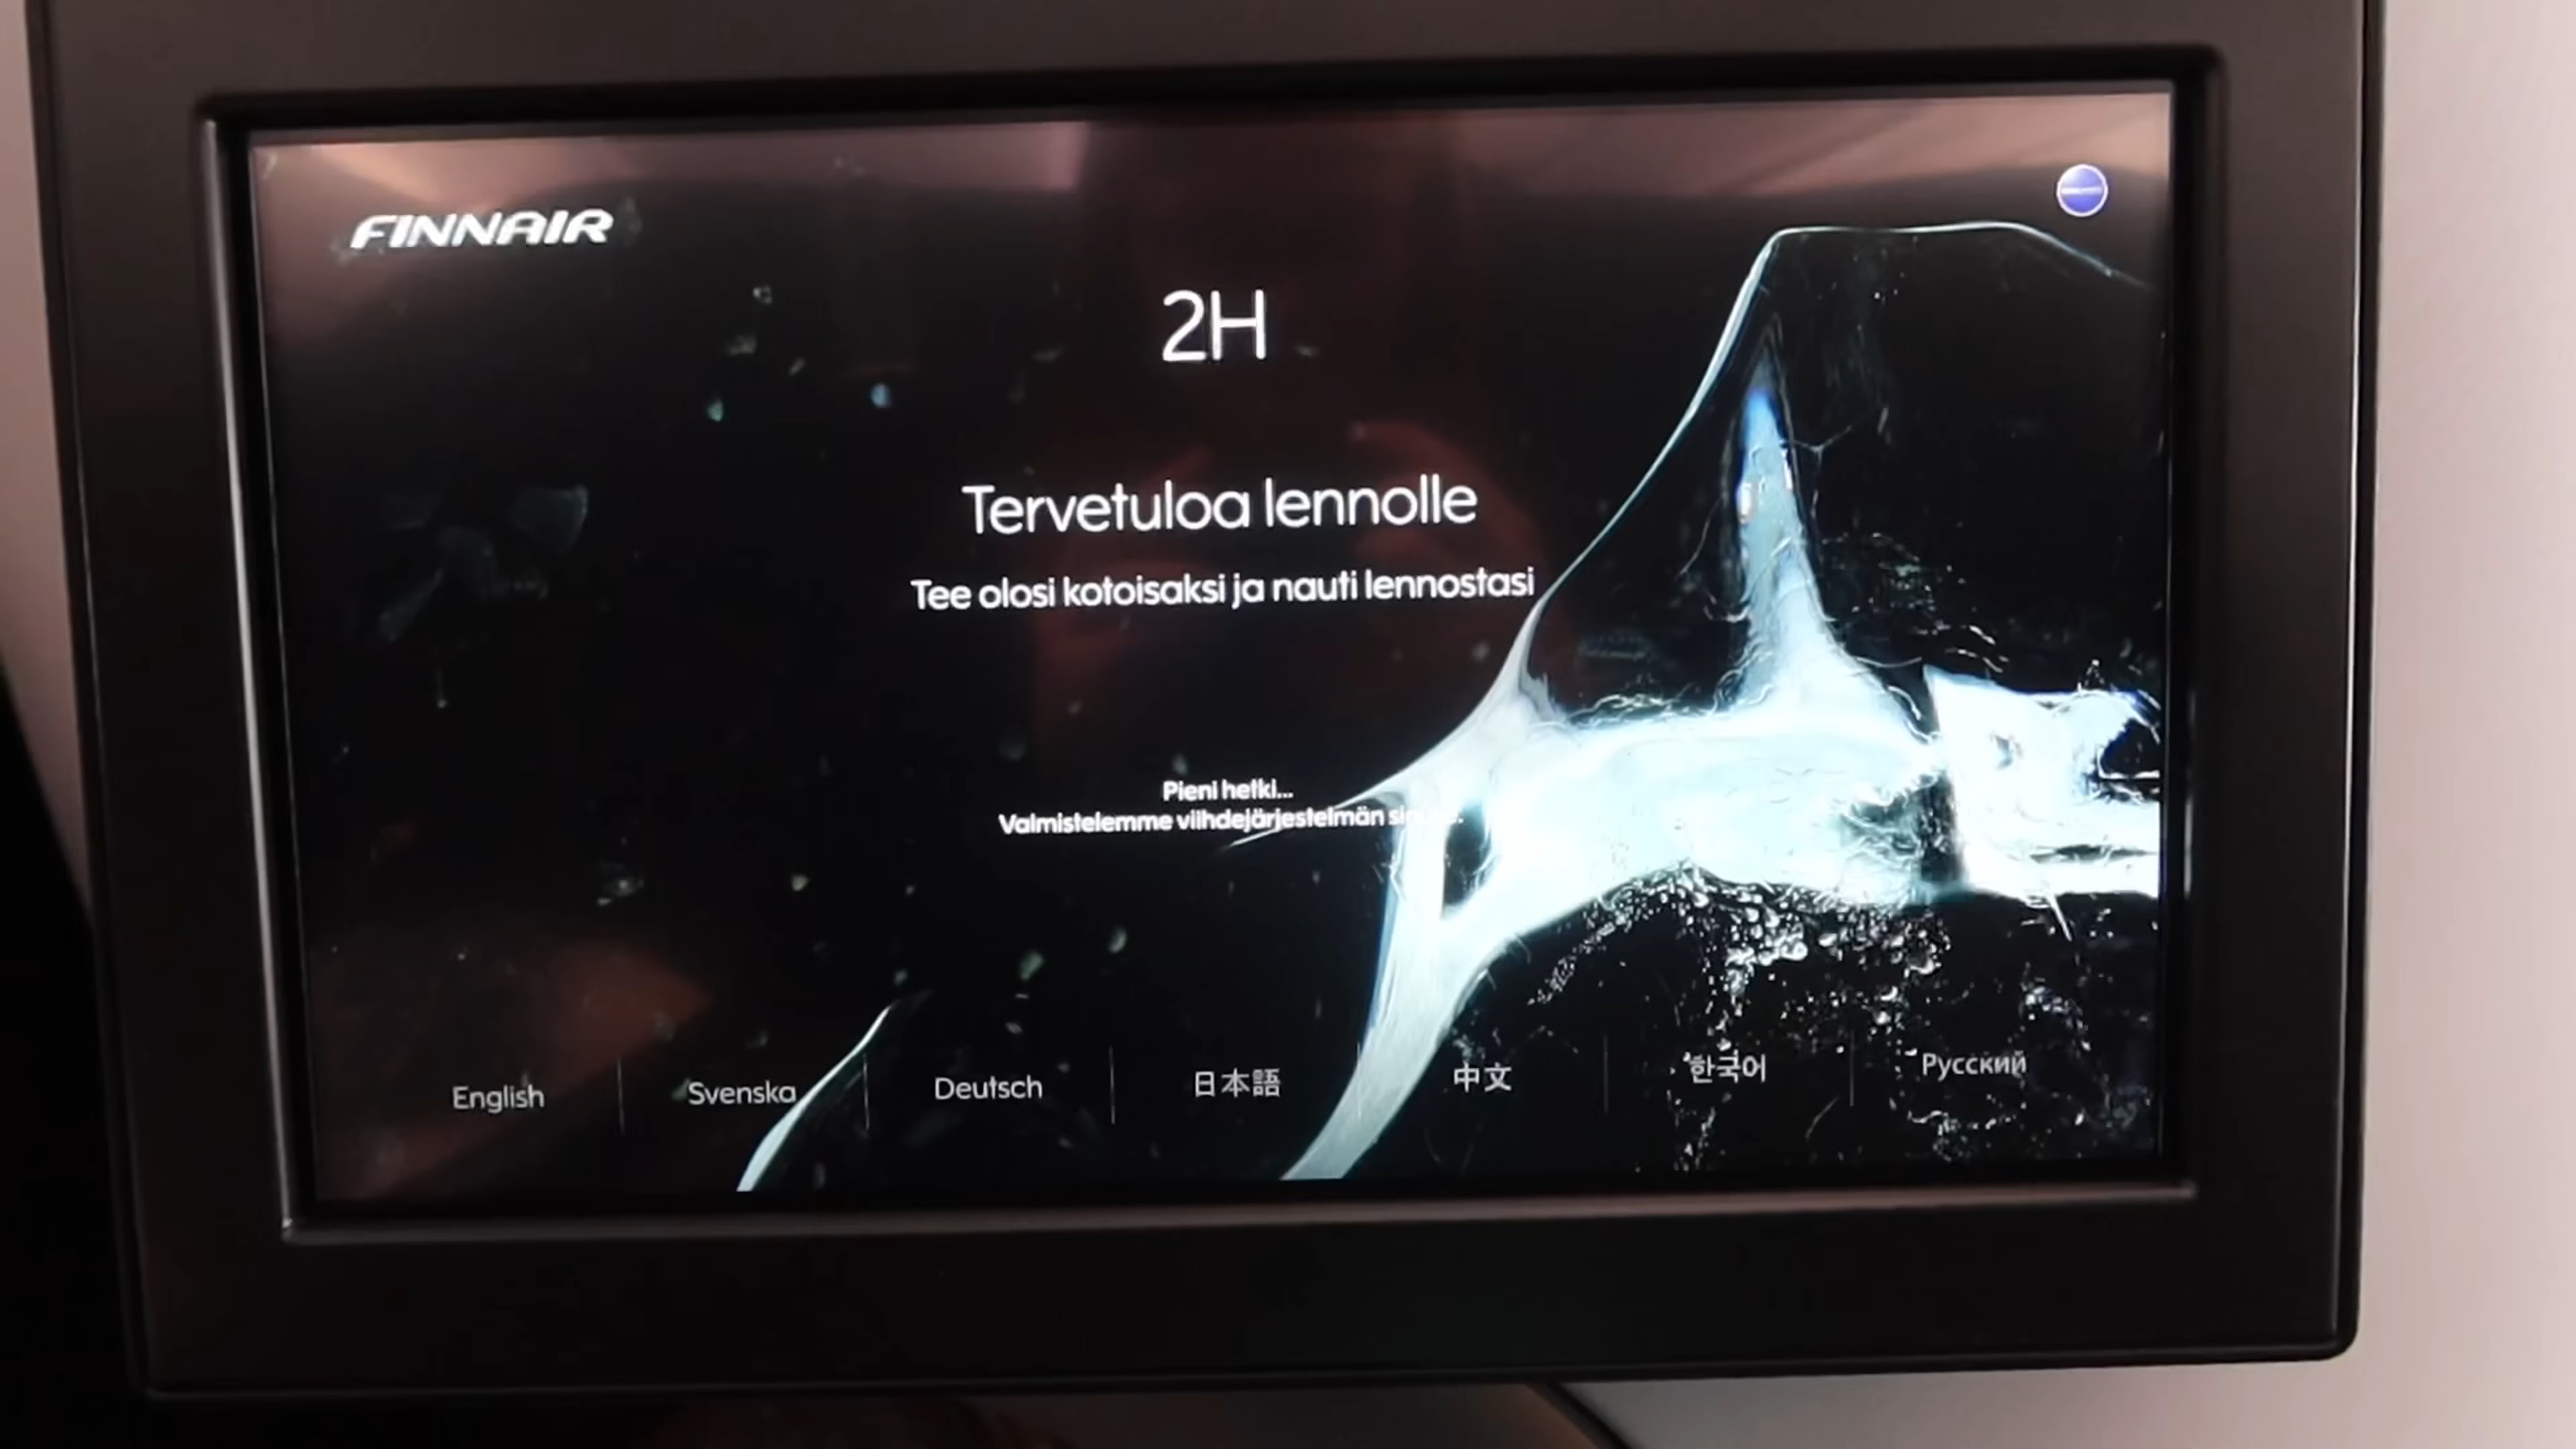 FINNAIR
2H
Tervetuloa lennolle
Tee olosi kotoisaksi ja nauti lennostasi
Pieni hetki...
Valmistelemme viihdejärjestelmän
English
Svenska
Deutsch
日本語
中文
한국어
Русский